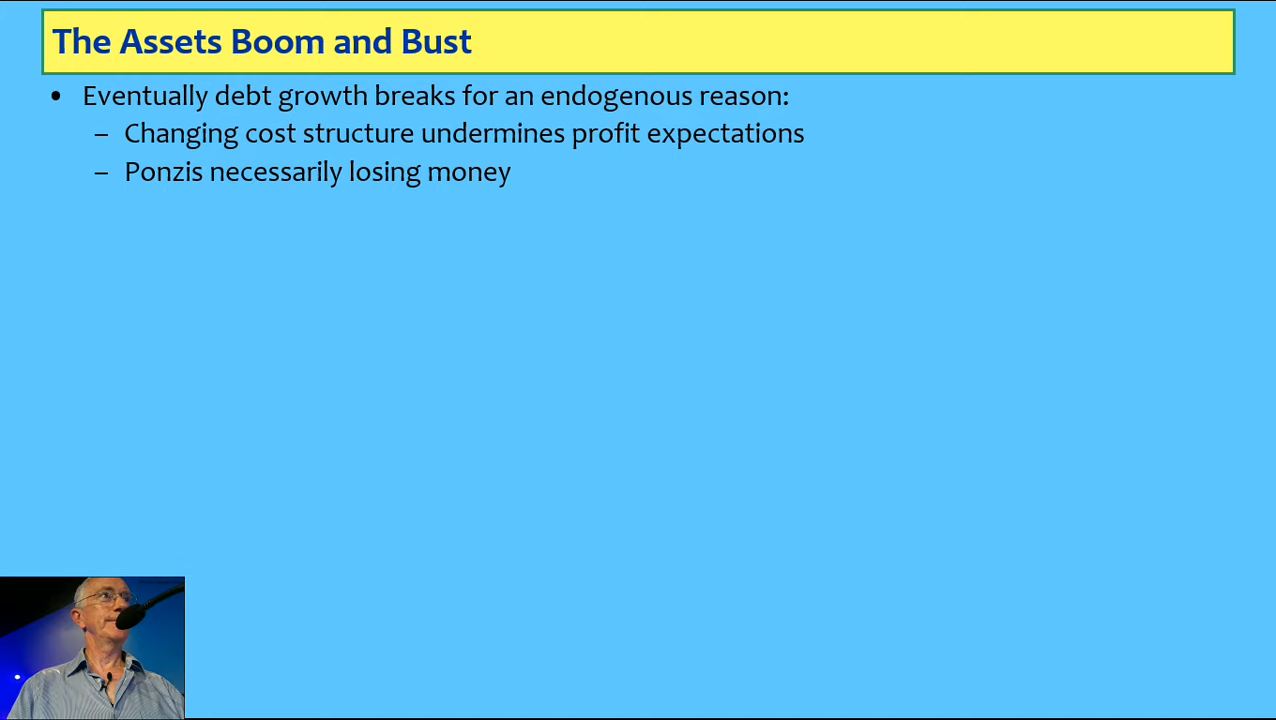 The Assets Boom and Bust
• Eventually debt growth breaks for an endogenous reason:
– Changing cost structure undermines profit expectations
– Ponzis necessarily losing money